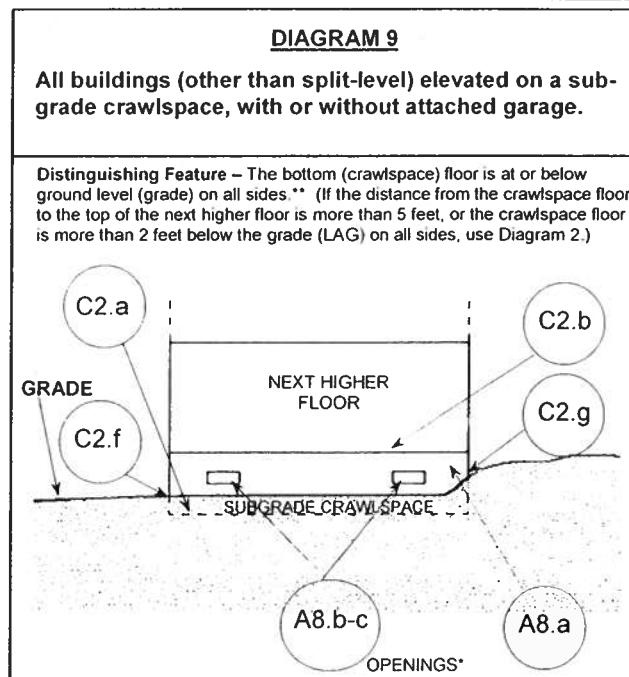 DIAGRAM 9
All buildings (other than split-level) elevated on a sub-
grade crawlspace, with or without attached garage.
Distinguishing Feature – The bottom (crawlspace) floor is at or below
ground level (grade) on all sides.** (If the distance from the crawlspace floor
to the top of the next higher floor is more than 5 feet, or the crawlspace floor
is more than 2 feet below the grade (LAG) on all sides, use Diagram 2.)
C2.a
C2.b
NEXT HIGHER
FLOOR
GRADE
C2.g
C2.f
SUBGRADE CRAWLSPACE
A8.b-c
A8.a
OPENINGS*